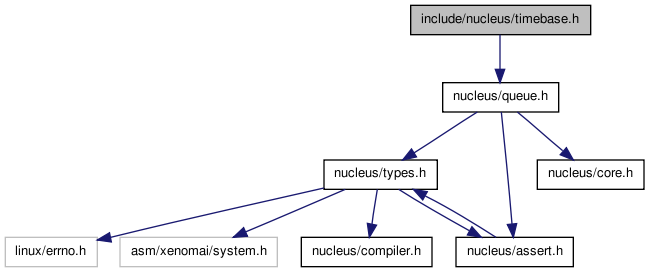 include/nucleus/timebase.h
nucleus/queue.h
nucleus/types.h
nucleus/core.h
linux/errno.h
asm/xenomai/system.h
nucleus/compiler.h
nucleus/assert.h